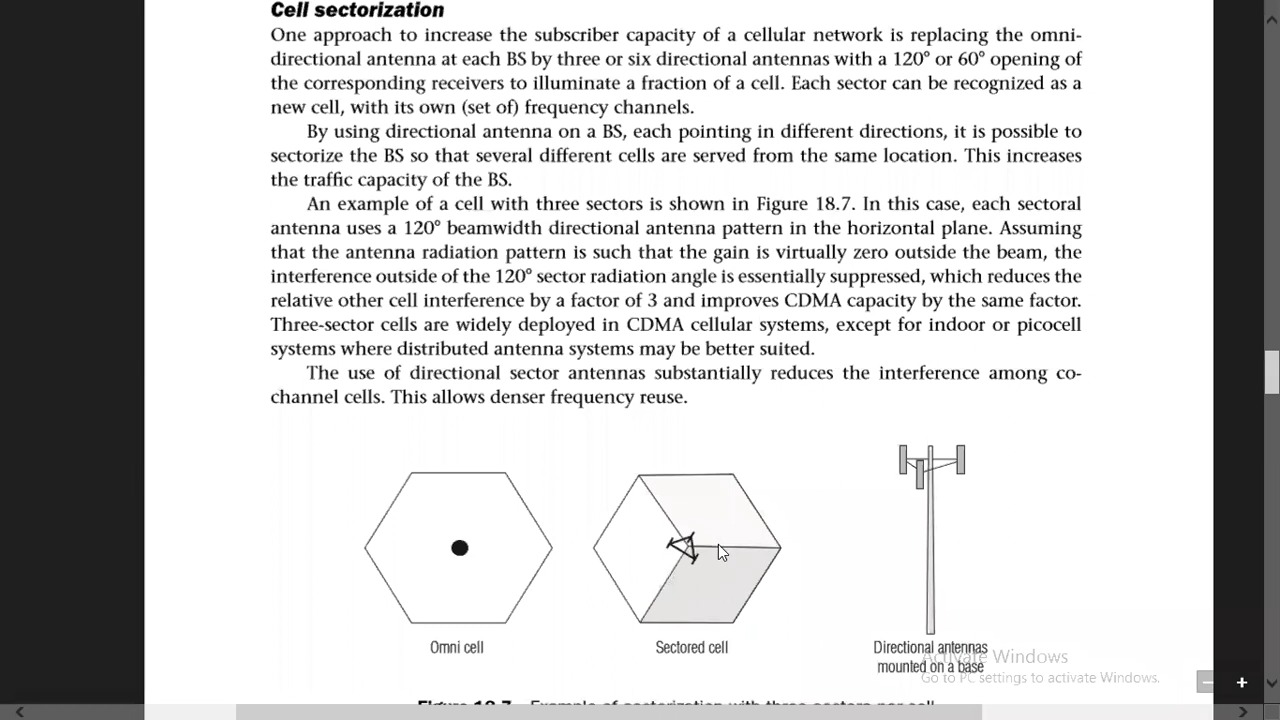 Cell sectorization
One approach to increase the subscriber capacity of a cellular network is replacing the omni-
directional antenna at each BS by three or six directional antennas with a 120° or 60° opening of
the corresponding receivers to illuminate a fraction of a cell. Each sector can be recognized as a
new cell, with its own (set of) frequency channels.
By using directional antenna on a BS, each pointing in different directions, it is possible to
sectorize the BS so that several different cells are served from the same location. This increases
the traffic capacity of the BS.
An example of a cell with three sectors is shown in Figure 18.7. In this case, each sectoral
antenna uses a 120° beamwidth directional antenna pattern in the horizontal plane. Assuming
that the antenna radiation pattern is such that the gain is virtually zero outside the beam, the
interference outside of the 120° sector radiation angle is essentially suppressed, which reduces the
relative other cell interference by a factor of 3 and improves CDMA capacity by the same factor.
Three-sector cells are widely deployed in CDMA cellular systems, except for indoor or picocell
systems where distributed antenna systems may be better suited.
The use of directional sector antennas substantially reduces the interference among co-
channel cells. This allows denser frequency reuse.
Omni cell
Sectored cell
Directional antennas
mounted on a base
Activate Windows
Go to PC settings to activate Windows.
Figure 18.7 Example of sectorization with three sectors per cell